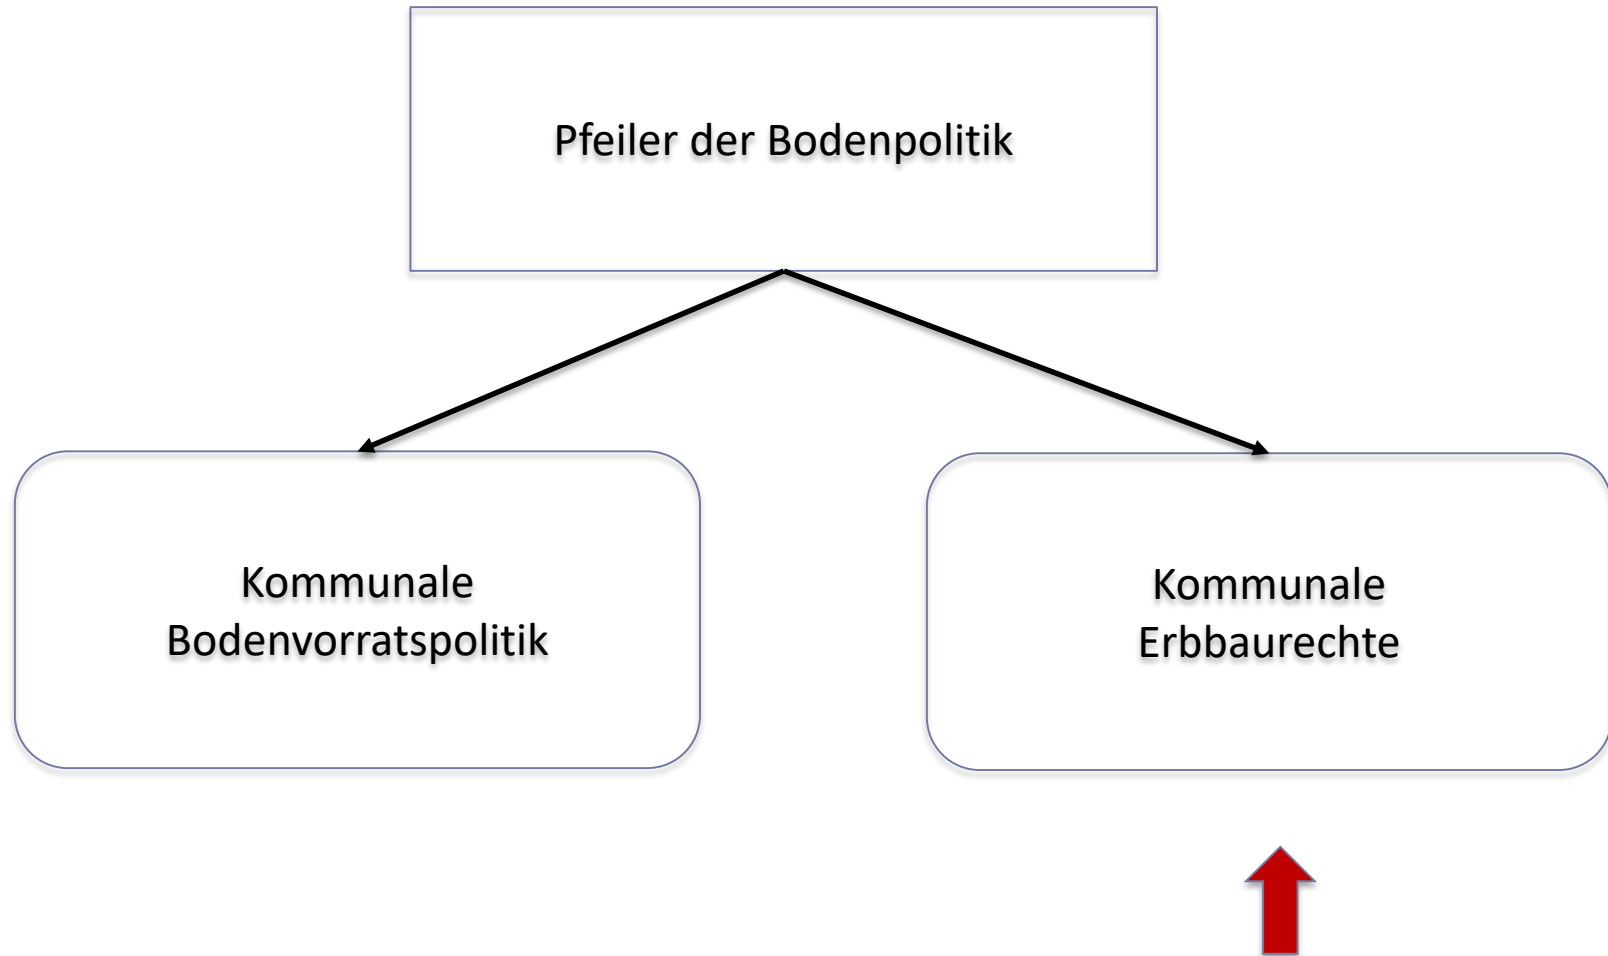 Pfeiler der Bodenpolitik
Kommunale
Bodenvorratspolitik
Kommunale
Erbbaurechte